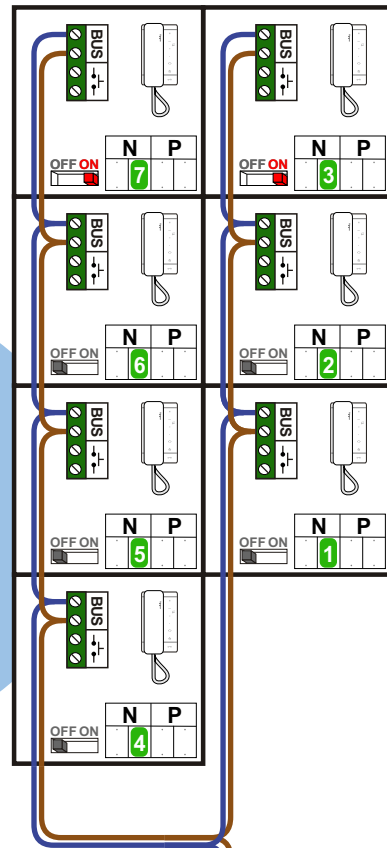 BUS
BUS
N P
N P
OFF ON
7
OFF ON
3
BUS
BUS
N P
N P
OFF ON
6
OFF ON
2
BUS
BUS
N P
N P
OFF ON
5
OFF ON
1
BUS
N P
OFF ON
4